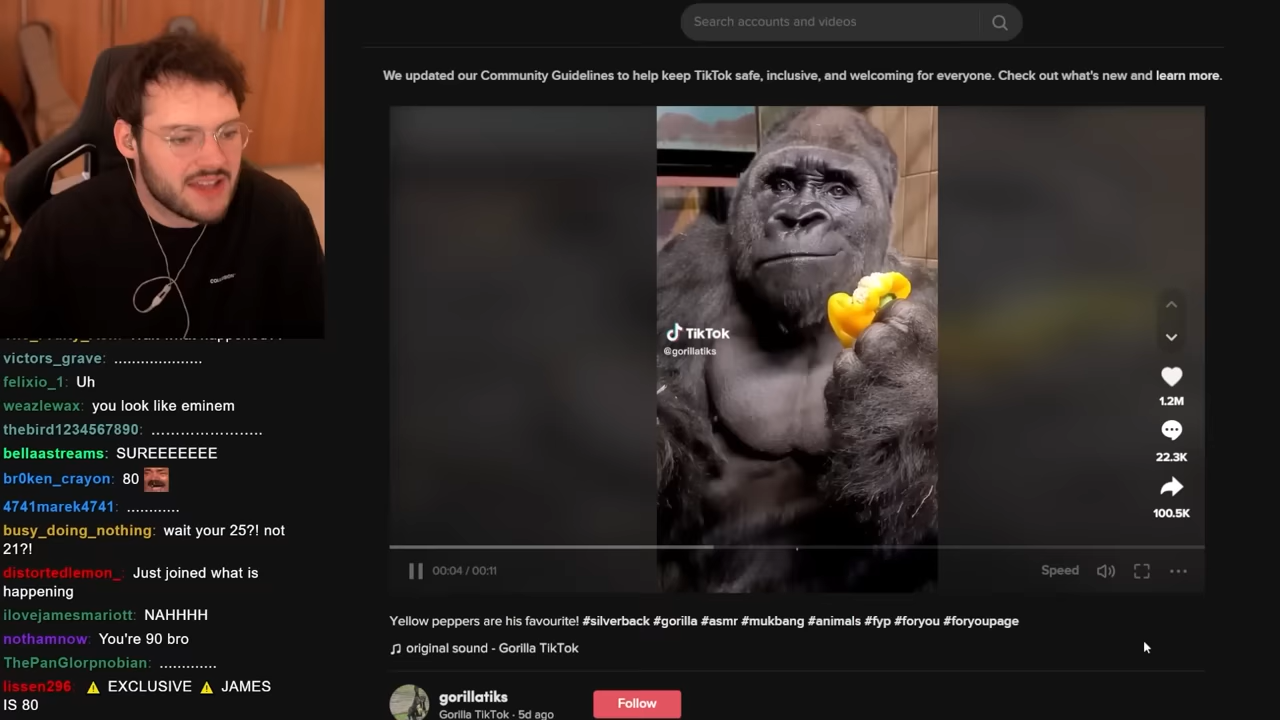 Search accounts and videos
We updated our Community Guidelines to help keep TikTok safe, inclusive, and welcoming for everyone. Check out what's new and learn more.
TikTok
@gorillatiks
1.2M
22.3K
100.5K
00:04 / 00:11
Speed
Yellow peppers are his favourite! #silverback #gorilla #asmr #mukbang #animals #fyp #foryou #foryoupage
original sound - Gorilla TikTok
gorillatiks
Gorilla TikTok · 5d ago
Follow
victors_grave: ....................
felixio_1: Uh
weazlewax: you look like eminem
thebird1234567890: ......................
bellaastreams: SUREEEEEEE
br0ken_crayon: 80
4741marek4741: ............
busy_doing_nothing: wait your 25?! not
21?!
distortedlemon_: Just joined what is
happening
ilovejamesmariott: NAHHHH
nothamnow: You're 90 bro
ThePanGlorpnobian: .............
lissen296: ⚠ EXCLUSIVE ⚠ JAMES
IS 80